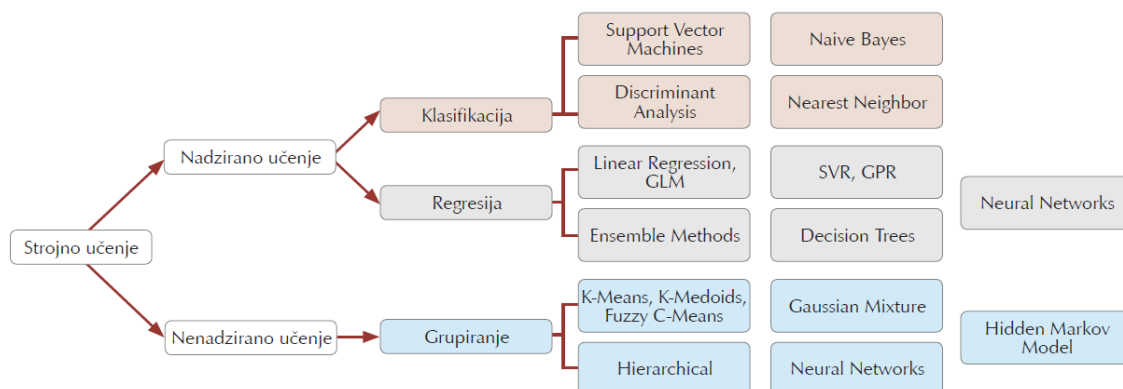 Support Vector
Machines
Naive Bayes
Klasifikacija
Discriminant
Analysis
Nearest Neighbor
Nadzirano učenje
Regresija
Linear Regression,
GLM
SVR, GPR
Neural Networks
Ensemble Methods
Decision Trees
Strojno učenje
Nenadzirano učenje
Grupiranje
K-Means, K-Medoids,
Fuzzy C-Means
Gaussian Mixture
Hidden Markov
Model
Hierarchical
Neural Networks